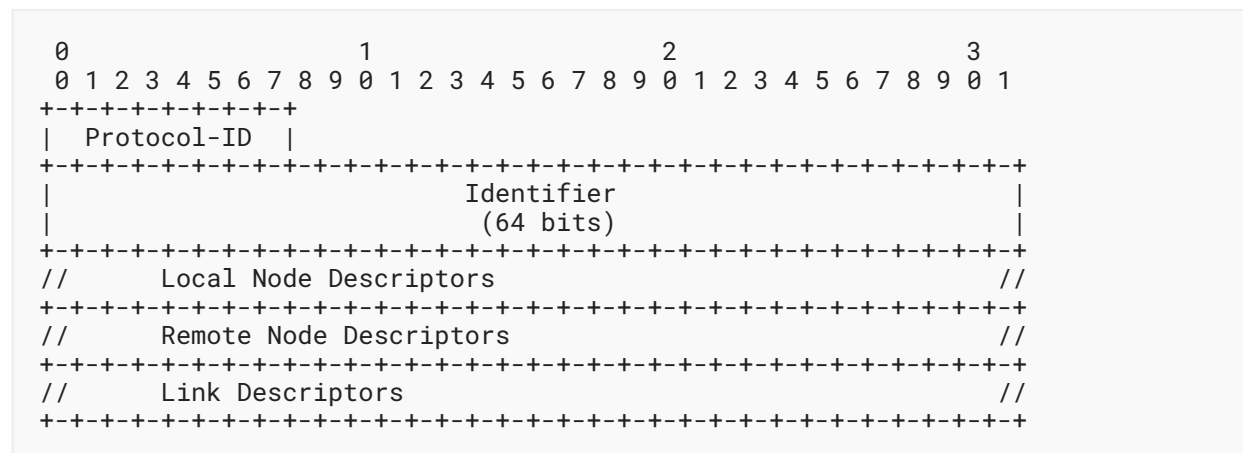 0                   1                   2                   3
 0 1 2 3 4 5 6 7 8 9 0 1 2 3 4 5 6 7 8 9 0 1 2 3 4 5 6 7 8 9 0 1
+-+-+-+-+-+-+-+-+
|  Protocol-ID  |
+-+-+-+-+-+-+-+-+-+-+-+-+-+-+-+-+-+-+-+-+-+-+-+-+-+-+-+-+-+-+-+-+
|                           Identifier                          |
|                            (64 bits)                          |
+-+-+-+-+-+-+-+-+-+-+-+-+-+-+-+-+-+-+-+-+-+-+-+-+-+-+-+-+-+-+-+-+
//      Local Node Descriptors                                 //
+-+-+-+-+-+-+-+-+-+-+-+-+-+-+-+-+-+-+-+-+-+-+-+-+-+-+-+-+-+-+-+-+
//      Remote Node Descriptors                                //
+-+-+-+-+-+-+-+-+-+-+-+-+-+-+-+-+-+-+-+-+-+-+-+-+-+-+-+-+-+-+-+-+
//      Link Descriptors                                       //
+-+-+-+-+-+-+-+-+-+-+-+-+-+-+-+-+-+-+-+-+-+-+-+-+-+-+-+-+-+-+-+-+